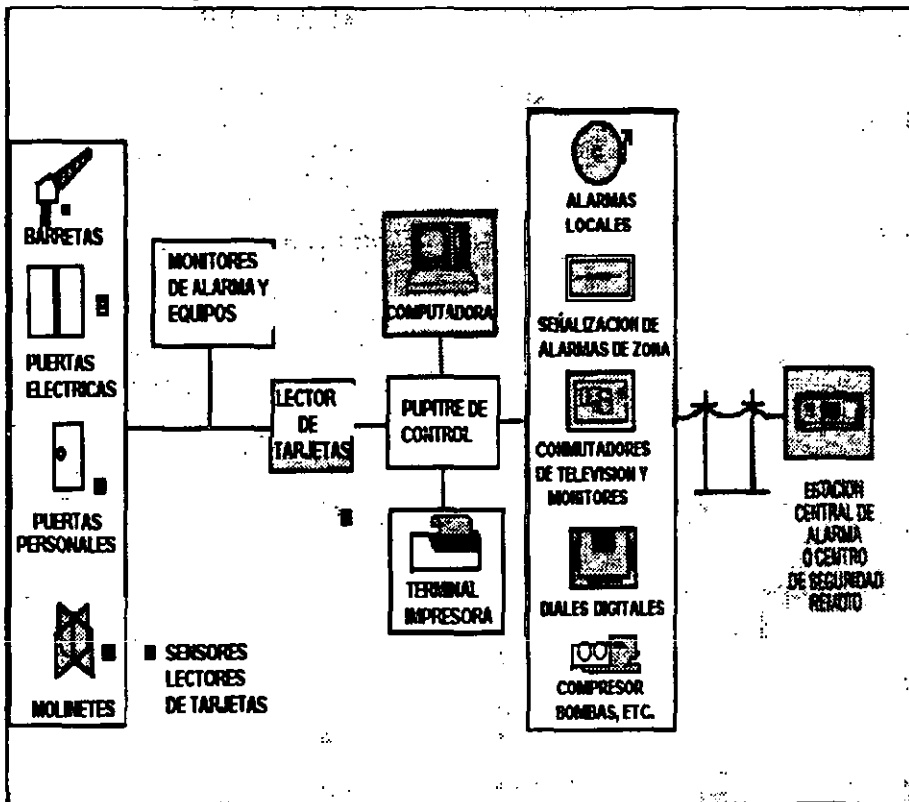 BARRETAS
PUERTAS
ELECTRICAS
PUERTAS
PERSONALES
MOLINETES
SENSORES
LECTORES
DE TARJETAS
MONITORES
DE ALARMA Y
EQUIPOS
LECTOR
DE
TARJETAS
COMPUTADORA
PUPITRE DE
CONTROL
TERMINAL
IMPRESORA
ALARMAS
LOCALES
SEÑALIZACION DE
ALARMAS DE ZONA
CONMUTADORES
DE TELEVISION Y
MONITORES
DIALES DIGITALES
COMPRESOR
BOMBAS, ETC.
ESTACION
CENTRAL DE
ALARMA
O CENTRO
DE SEGURIDAD
REMOTO